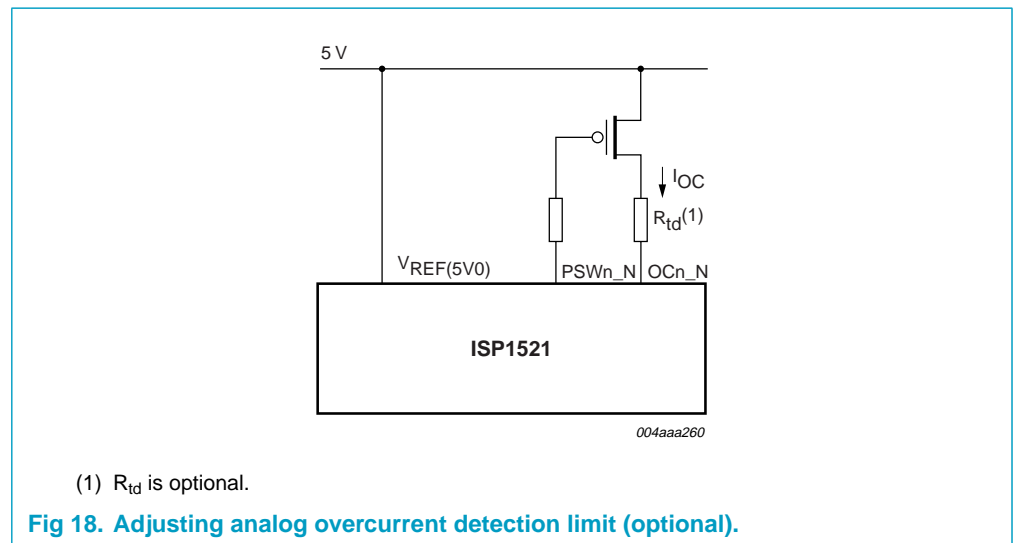 5 V
I_OC
R_td(1)
V_REF(5V0)
PSWn_N
OCn_N
ISP1521
004aaa260
(1) R_td is optional.
Fig 18. Adjusting analog overcurrent detection limit (optional).